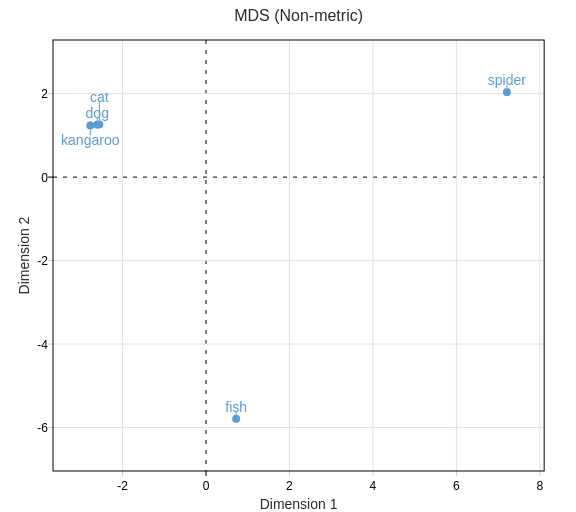 MDS (Non-metric)
spider
cat
dog
kangaroo
fish
2
0
-2
-4
-6
-2
0
2
4
6
8
Dimension 1
Dimension 2